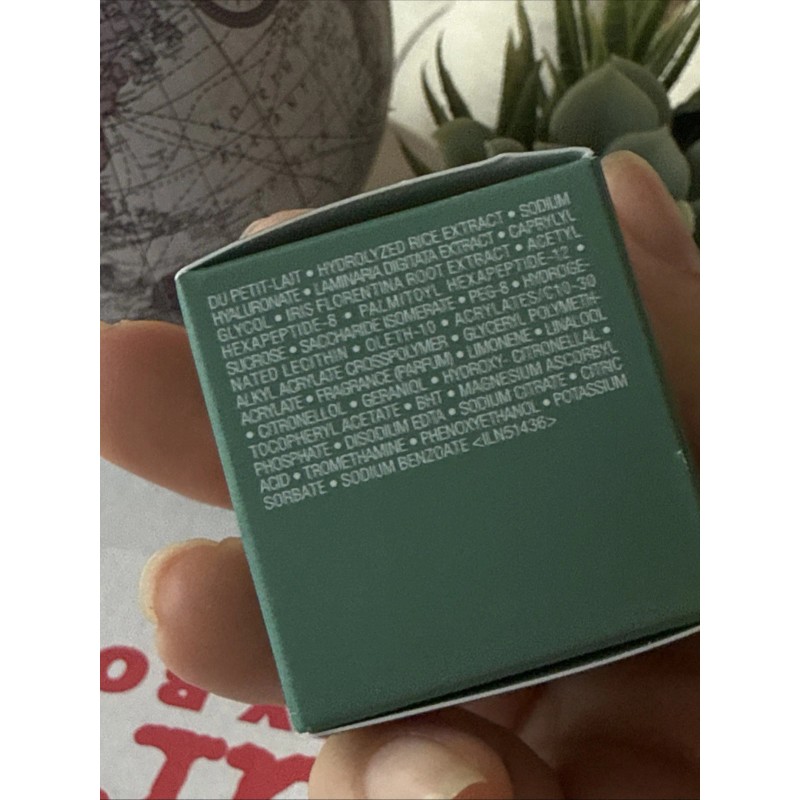 DU PETIT-LAIT • HYDROLYZED RICE EXTRACT • SODIUM
HYALURONATE • LAMINARIA DIGITATA EXTRACT • CAPRYLYL
GLYCOL • IRIS FLORENTINA ROOT EXTRACT • ACETYL
HEXAPEPTIDE-8 • PALMITOYL HEXAPEPTIDE-12 •
SUCROSE • SACCHARIDE ISOMERATE • PEG-8 • HYDROGE-
NATED LECITHIN • OLETH-10 • ACRYLATES/C10-30
ALKYL ACRYLATE CROSSPOLYMER • GLYCERYL POLYMETH-
ACRYLATE • FRAGRANCE (PARFUM) • LIMONENE • LINALOOL
• CITRONELLOL • GERANIOL • HYDROXY- CITRONELLAL •
TOCOPHERYL ACETATE • BHT • MAGNESIUM ASCORBYL
PHOSPHATE • DISODIUM EDTA • SODIUM CITRATE • CITRIC
ACID • TROMETHAMINE • PHENOXYETHANOL • POTASSIUM
SORBATE • SODIUM BENZOATE <ILN51436>